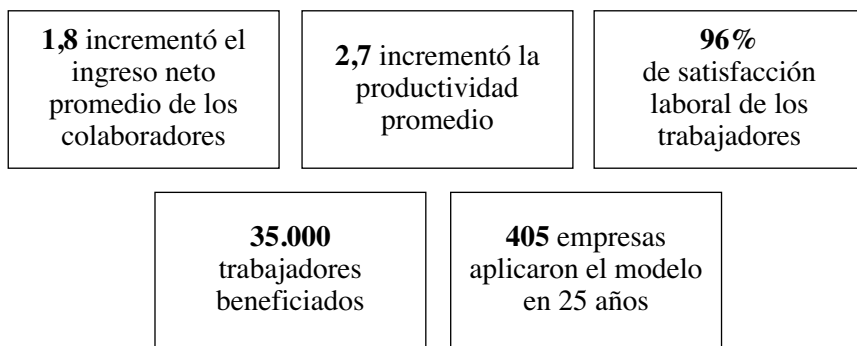 1,8 incrementó el
ingreso neto
promedio de los
colaboradores
2,7 incrementó la
productividad
promedio
96%
de satisfacción
laboral de los
trabajadores
35.000
trabajadores
beneficiados
405 empresas
aplicaron el modelo
en 25 años